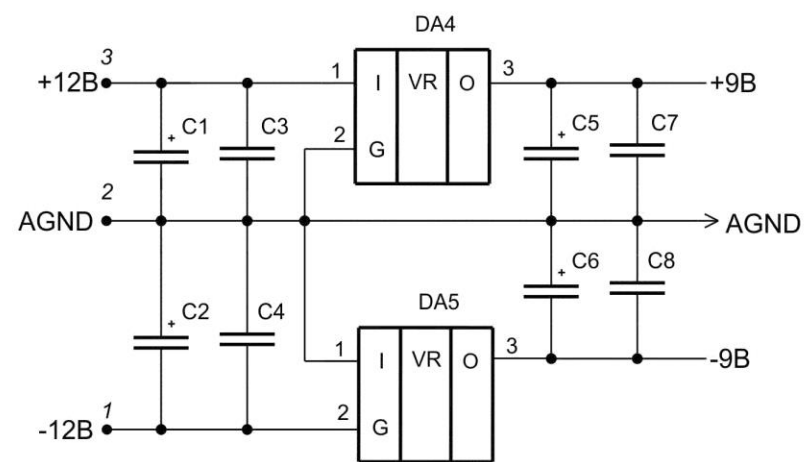 DA4
3
+12В
1
I
VR
O
3
+9В
+
C1
C3
2
G
+
C5
C7
2
AGND
AGND
+
C2
C4
DA5
+
C6
C8
1
I
VR
O
3
-9В
1
-12В
2
G